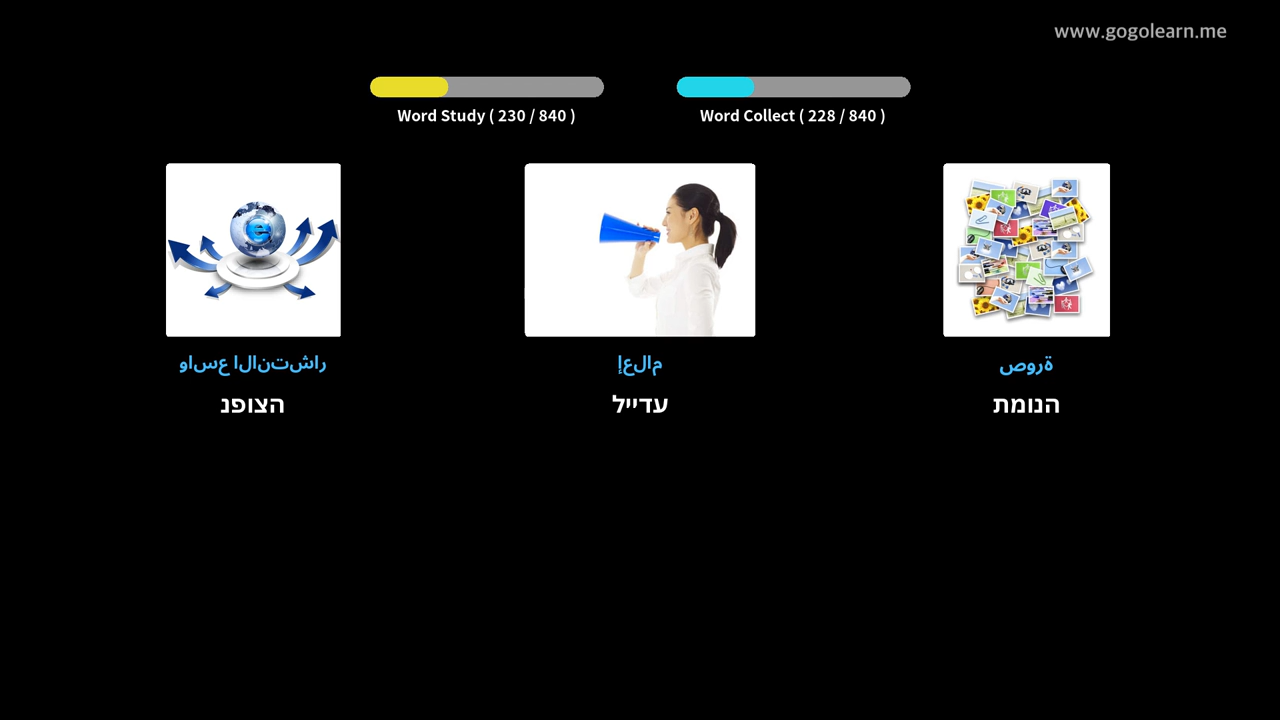 www.gogolearn.me
Word Study ( 230 / 840 )
Word Collect ( 228 / 840 )
راشتنالا عساو
مالعإ
ةروص
הצופנ
עדייל
הנומת